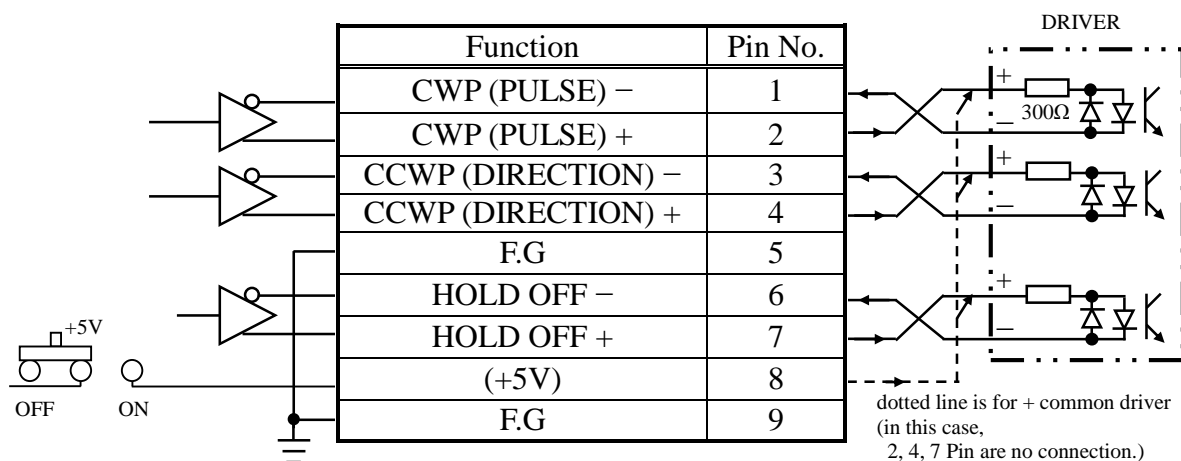 DRIVER
Function Pin No.
CWP (PULSE) − 1
CWP (PULSE) + 2
CCWP (DIRECTION) − 3
CCWP (DIRECTION) + 4
F.G 5
HOLD OFF − 6
HOLD OFF + 7
(+5V) 8
F.G 9
+5V
OFF ON
+
300Ω
−
+
−
+
−
dotted line is for + common driver
(in this case,
2, 4, 7 Pin are no connection.)